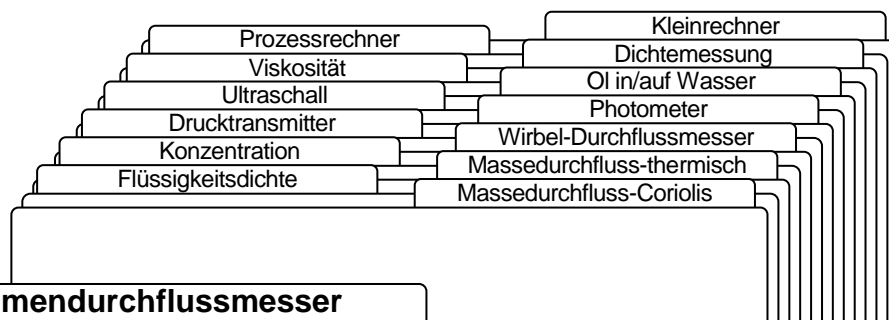 Kleinrechner
Prozessrechner
Dichtemessung
Viskosität
Öl in/auf Wasser
Ultraschall
Photometer
Drucktransmitter
Wirbel-Durchflussmesser
Konzentration
Massedurchfluss-thermisch
Flüssigkeitsdichte
Massedurchfluss-Coriolis
mendurchflussmesser